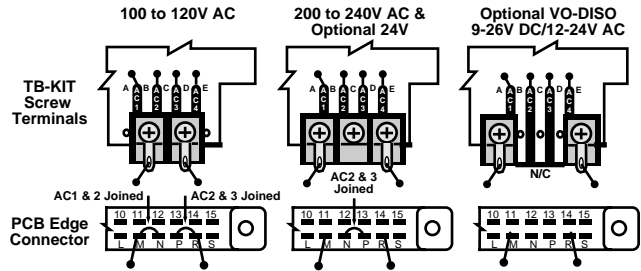 100 to 120V AC
200 to 240V AC &
Optional 24V
Optional VO-DISO
9-26V DC/12-24V AC
TB-KIT
Screw
Terminals
A AC1 B AC2 C AC3 D AC4 E
A AC1 B AC2 C AC3 D AC4 E
A AC1 B AC2 C AC3 D AC4 E
N/C
AC1 & 2 Joined
AC2 & 3 Joined
AC2 & 3
Joined
PCB Edge
Connector
10 11 12 13 14 15
L M N P R S
10 11 12 13 14 15
L M N P R S
10 11 12 13 14 15
L M N P R S